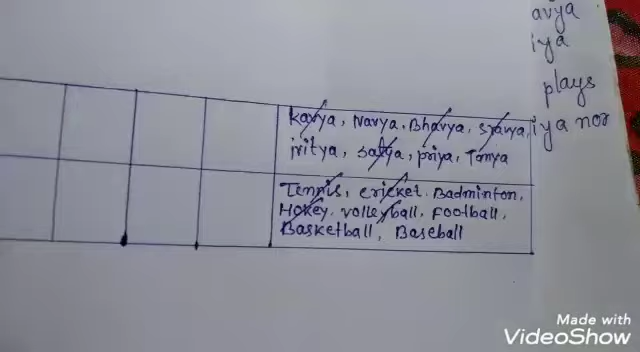 avya
iya
plays
iya nor
Kavya, Navya, Bhavya, sravya,
nitya, satya, priya, Tanya
Tennis, cricket, Badminton,
Hokey, volleyball, Football,
Basketball, Baseball
Made with
VideoShow